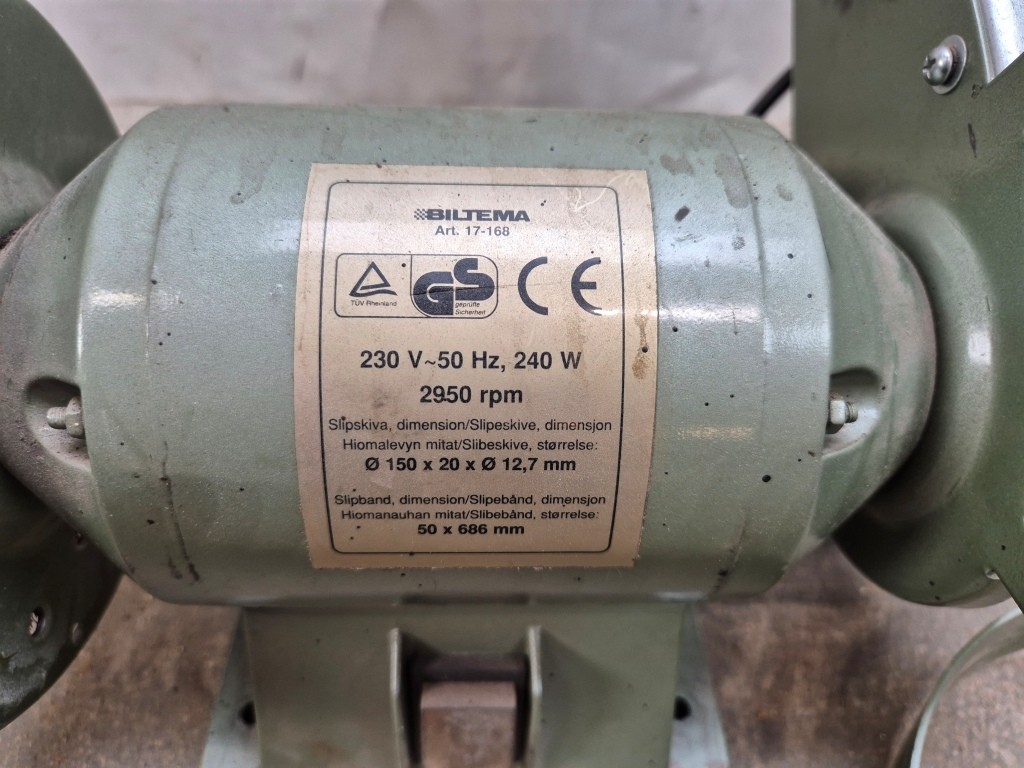 BILTEMA
Art. 17-168
TÜV Rheinland
GS
geprüfte
Sicherheit
CE
230 V~50 Hz, 240 W
2950 rpm
Slipskiva, dimension/Slipeskive, dimensjon
Hiomalevyn mitat/Slibeskive, størrelse:
Ø 150 x 20 x Ø 12,7 mm
Slipband, dimension/Slipebånd, dimensjon
Hiomanauhan mitat/Slibebånd, størrelse:
50 x 686 mm